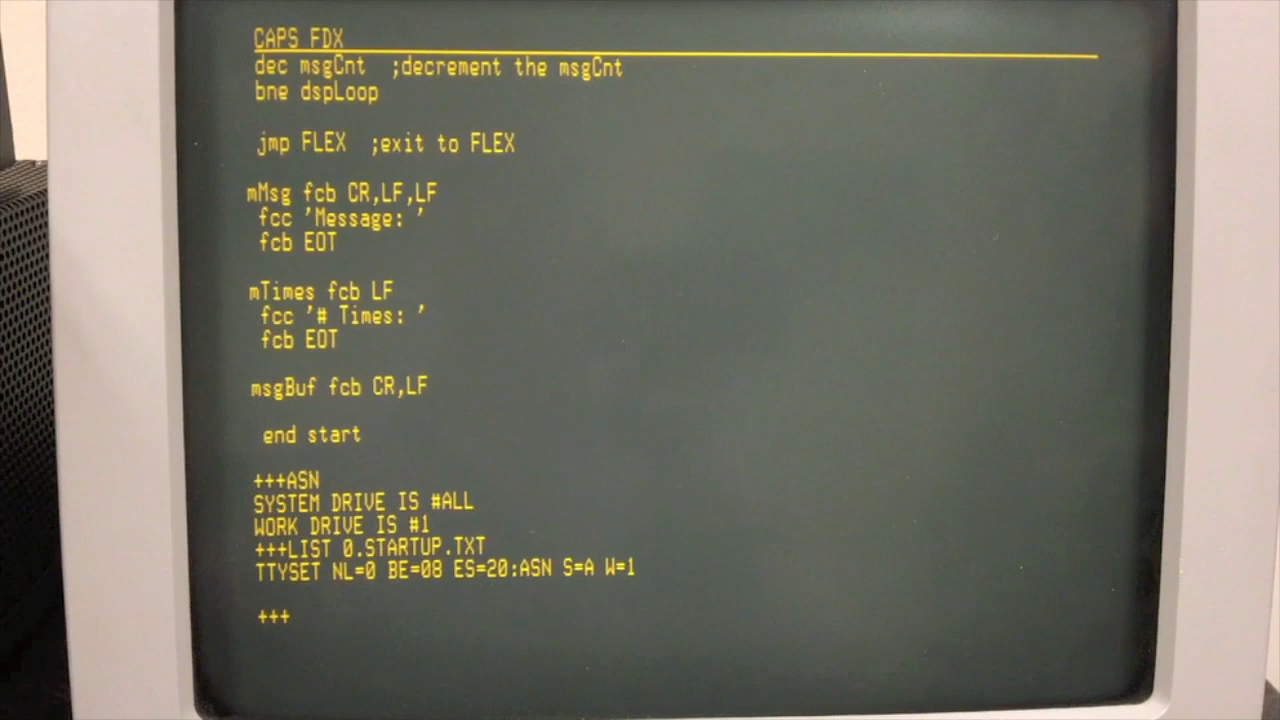 CAPS FDX
dec msgCnt  ;decrement the msgCnt
bne dspLoop
jmp FLEX  ;exit to FLEX
mMsg fcb CR,LF,LF
fcc 'Message: '
fcb EOT
mTimes fcb LF
fcc '# Times: '
fcb EOT
msgBuf fcb CR,LF
end start
+++ASN
SYSTEM DRIVE IS #ALL
WORK DRIVE IS #1
+++LIST 0.STARTUP.TXT
TTYSET NL=0 BE=08 ES=20:ASN S=A W=1
+++